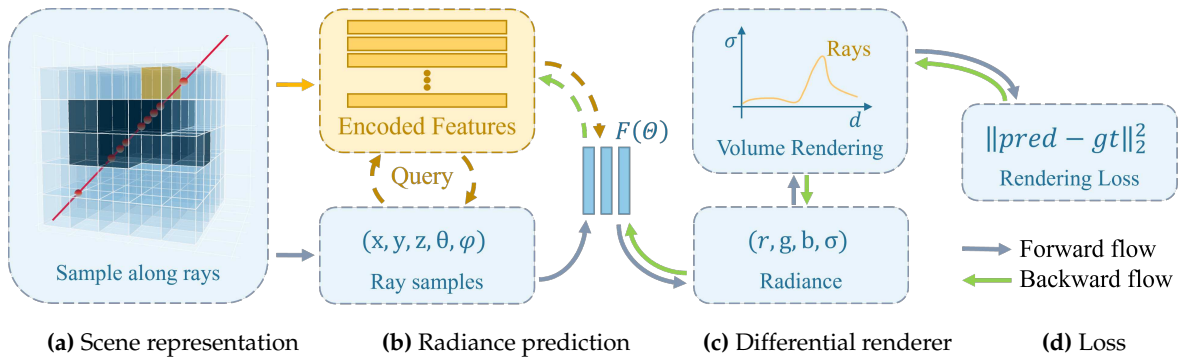 Sample along rays
Encoded Features
Query
(x, y, z, θ, φ)
Ray samples
F(Θ)
σ
Rays
d
Volume Rendering
(r, g, b, σ)
Radiance
‖pred − gt‖₂²
Rendering Loss
Forward flow
Backward flow
(a) Scene representation
(b) Radiance prediction
(c) Differential renderer
(d) Loss